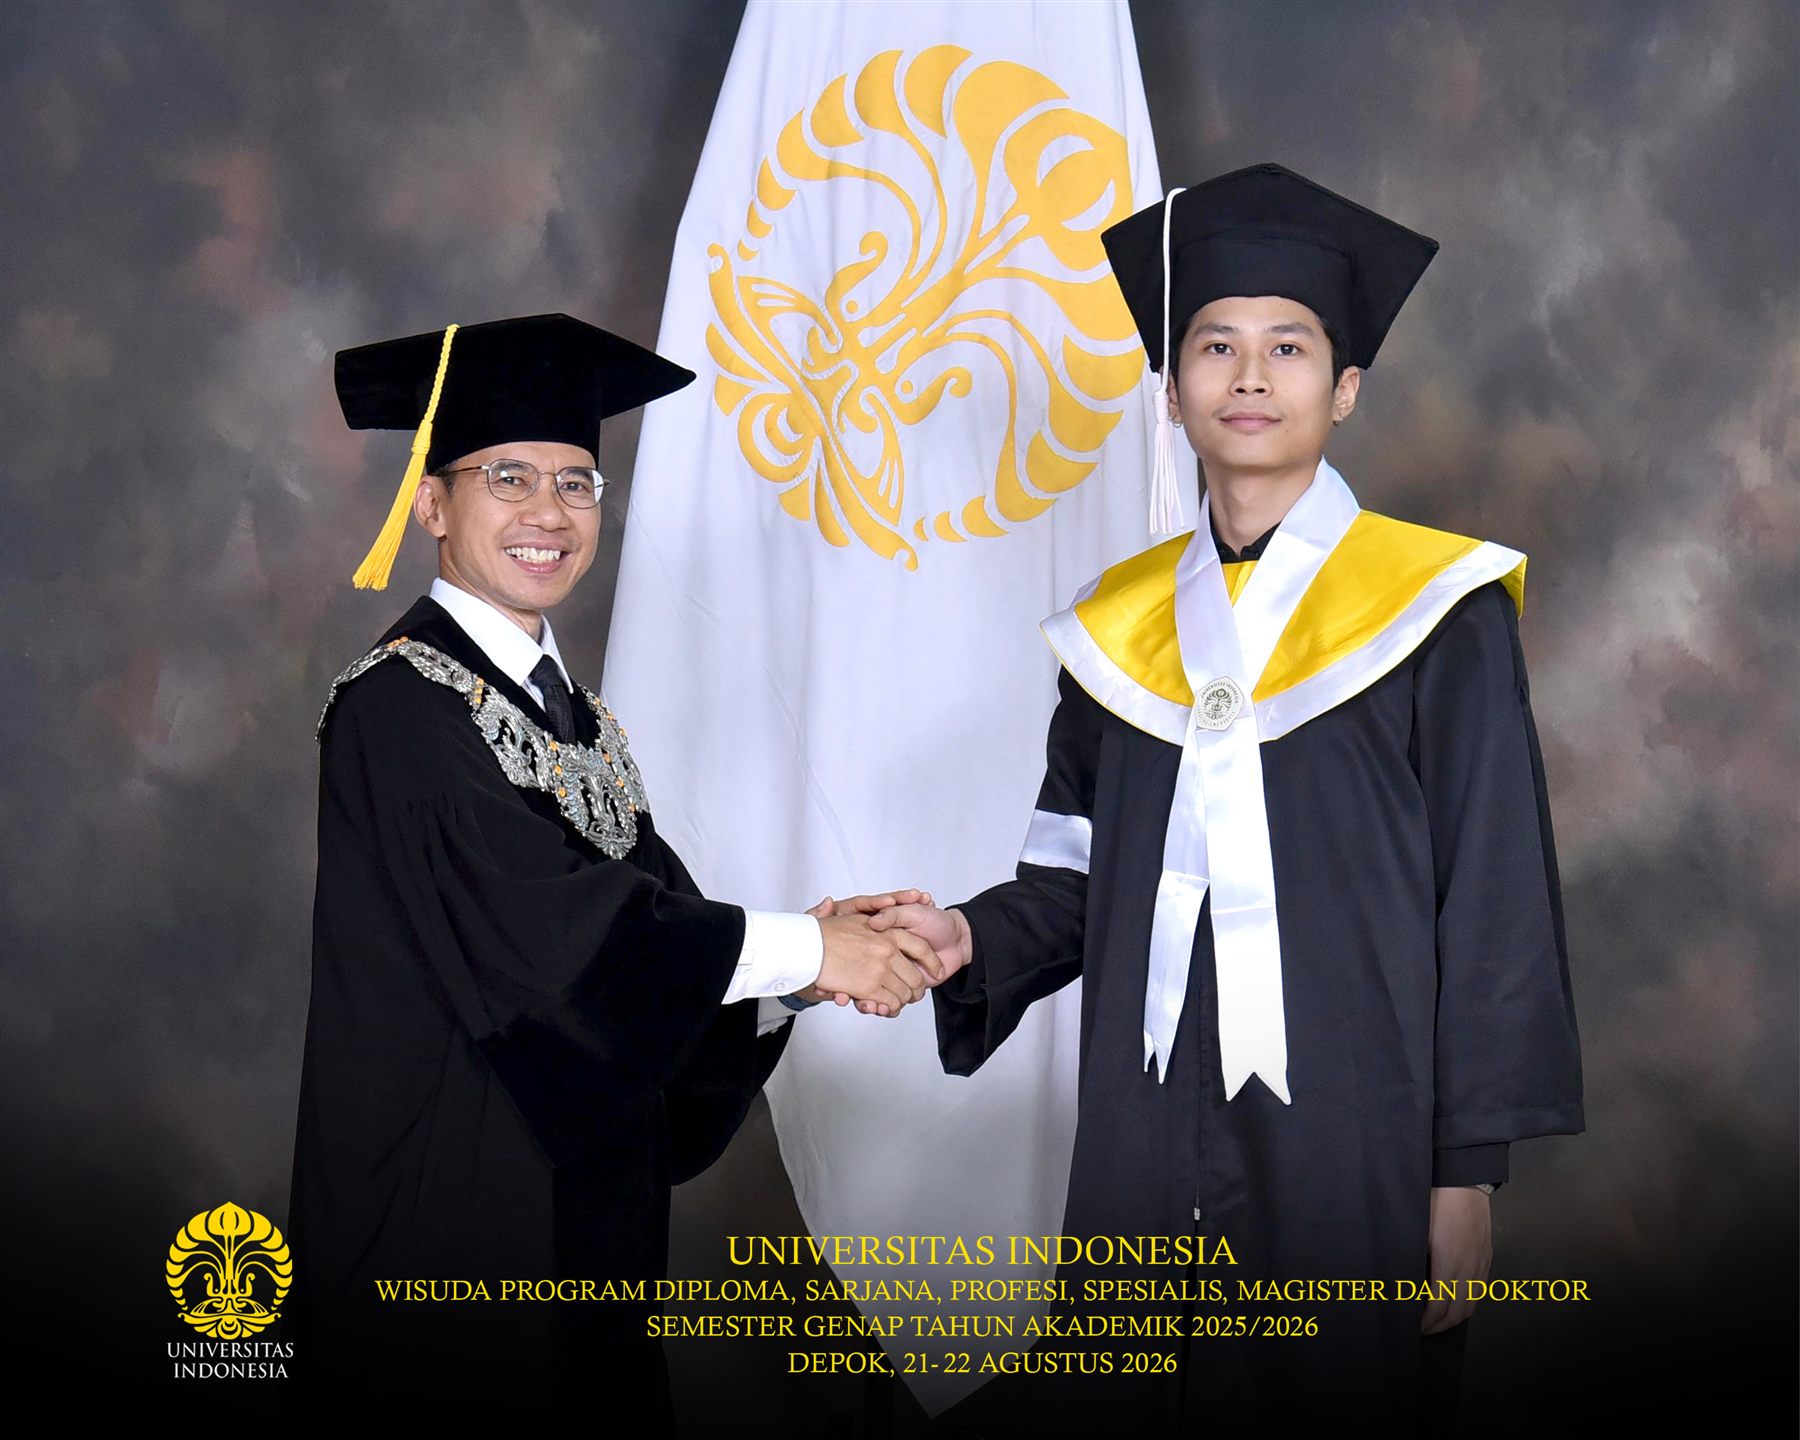 UNIVERSITAS INDONESIA
WISUDA PROGRAM DIPLOMA, SARJANA, PROFESI, SPESIALIS, MAGISTER DAN DOKTOR
SEMESTER GENAP TAHUN AKADEMIK 2025/2026
DEPOK, 21-22 AGUSTUS 2026
UNIVERSITAS
INDONESIA